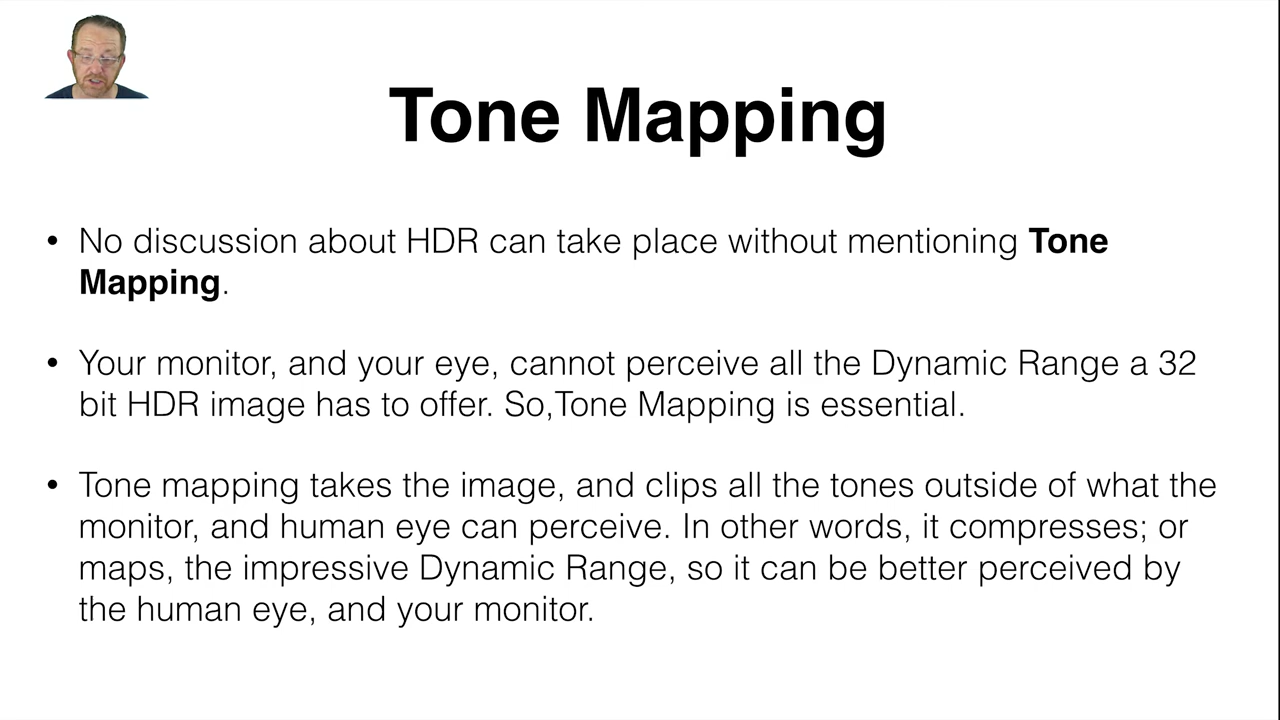 Tone Mapping
• No discussion about HDR can take place without mentioning Tone
Mapping.
• Your monitor, and your eye, cannot perceive all the Dynamic Range a 32
bit HDR image has to offer. So,Tone Mapping is essential.
• Tone mapping takes the image, and clips all the tones outside of what the
monitor, and human eye can perceive. In other words, it compresses; or
maps, the impressive Dynamic Range, so it can be better perceived by
the human eye, and your monitor.